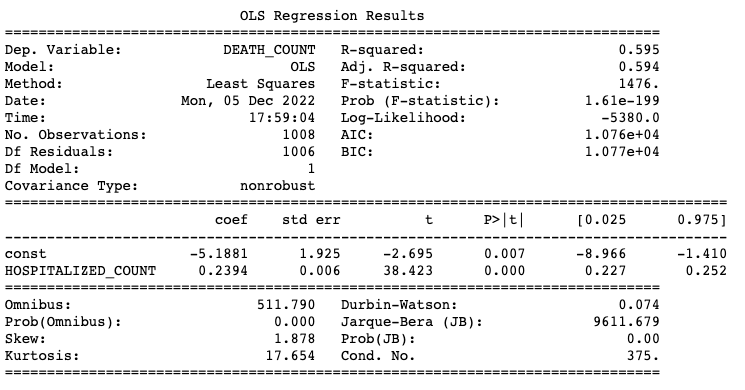 OLS Regression Results
==============================================================================
Dep. Variable: DEATH_COUNT R-squared: 0.595
Model: OLS Adj. R-squared: 0.594
Method: Least Squares F-statistic: 1476.
Date: Mon, 05 Dec 2022 Prob (F-statistic): 1.61e-199
Time: 17:59:04 Log-Likelihood: -5380.0
No. Observations: 1008 AIC: 1.076e+04
Df Residuals: 1006 BIC: 1.077e+04
Df Model: 1
Covariance Type: nonrobust
======================================================================================
coef std err t P>|t| [0.025 0.975]
--------------------------------------------------------------------------------------
const -5.1881 1.925 -2.695 0.007 -8.966 -1.410
HOSPITALIZED_COUNT 0.2394 0.006 38.423 0.000 0.227 0.252
==============================================================================
Omnibus: 511.790 Durbin-Watson: 0.074
Prob(Omnibus): 0.000 Jarque-Bera (JB): 9611.679
Skew: 1.878 Prob(JB): 0.00
Kurtosis: 17.654 Cond. No. 375.
==============================================================================